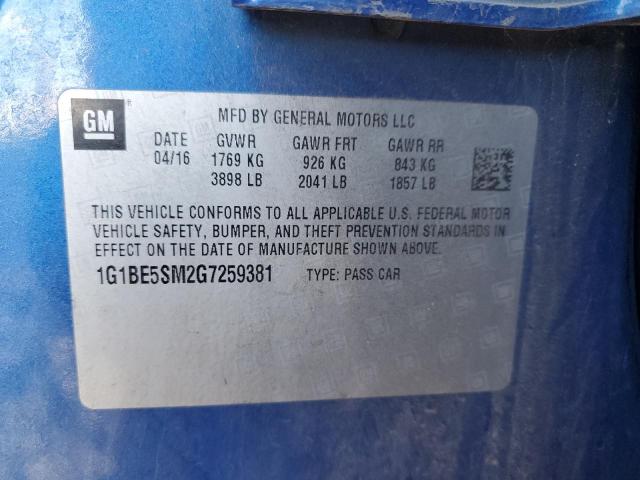 GM ®
MFD BY GENERAL MOTORS LLC
DATE GVWR GAWR FRT GAWR RR
04/16 1769 KG 926 KG 843 KG
3898 LB 2041 LB 1857 LB
THIS VEHICLE CONFORMS TO ALL APPLICABLE U.S. FEDERAL MOTOR
VEHICLE SAFETY, BUMPER, AND THEFT PREVENTION STANDARDS IN
EFFECT ON THE DATE OF MANUFACTURE SHOWN ABOVE.
1G1BE5SM2G7259381 TYPE: PASS CAR